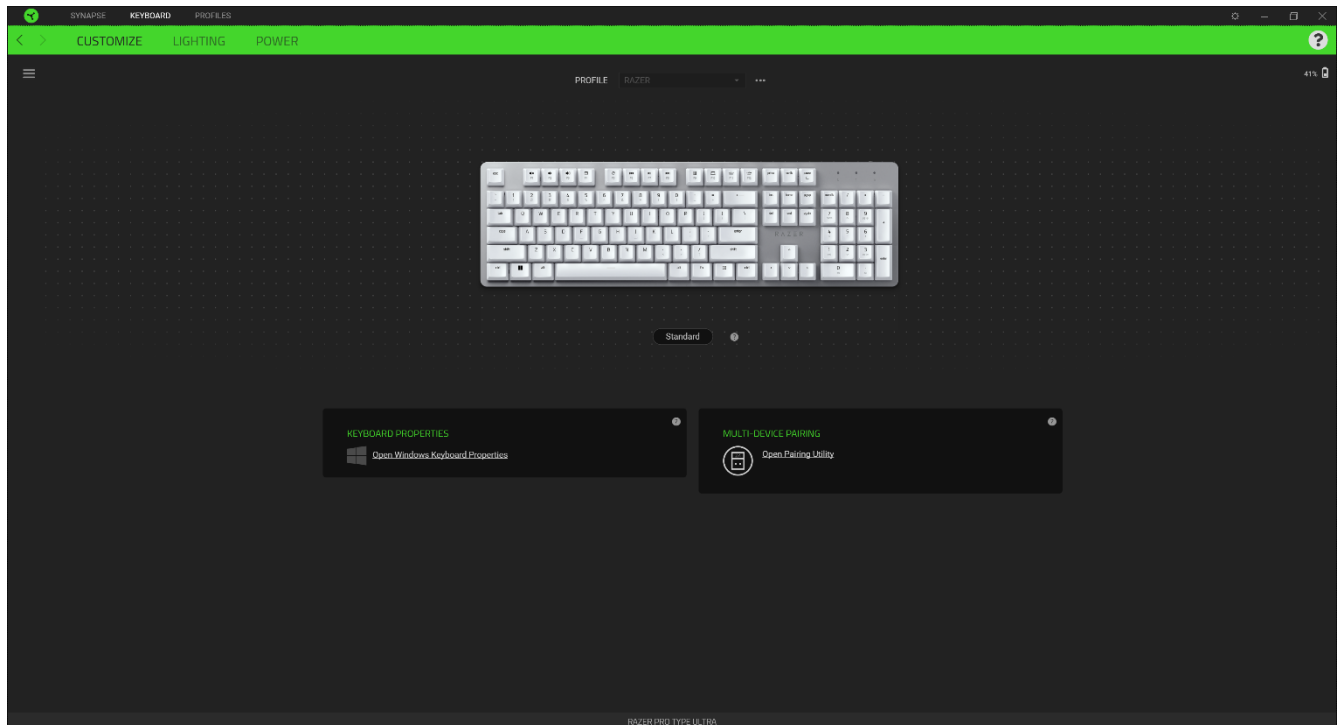 SYNAPSE KEYBOARD PROFILES
CUSTOMIZE LIGHTING POWER ?
PROFILE RAZER
41%
RAZER
Standard ?
KEYBOARD PROPERTIES ?
Open Windows Keyboard Properties
MULTI-DEVICE PAIRING ?
Open Pairing Utility
RAZER PRO TYPE ULTRA